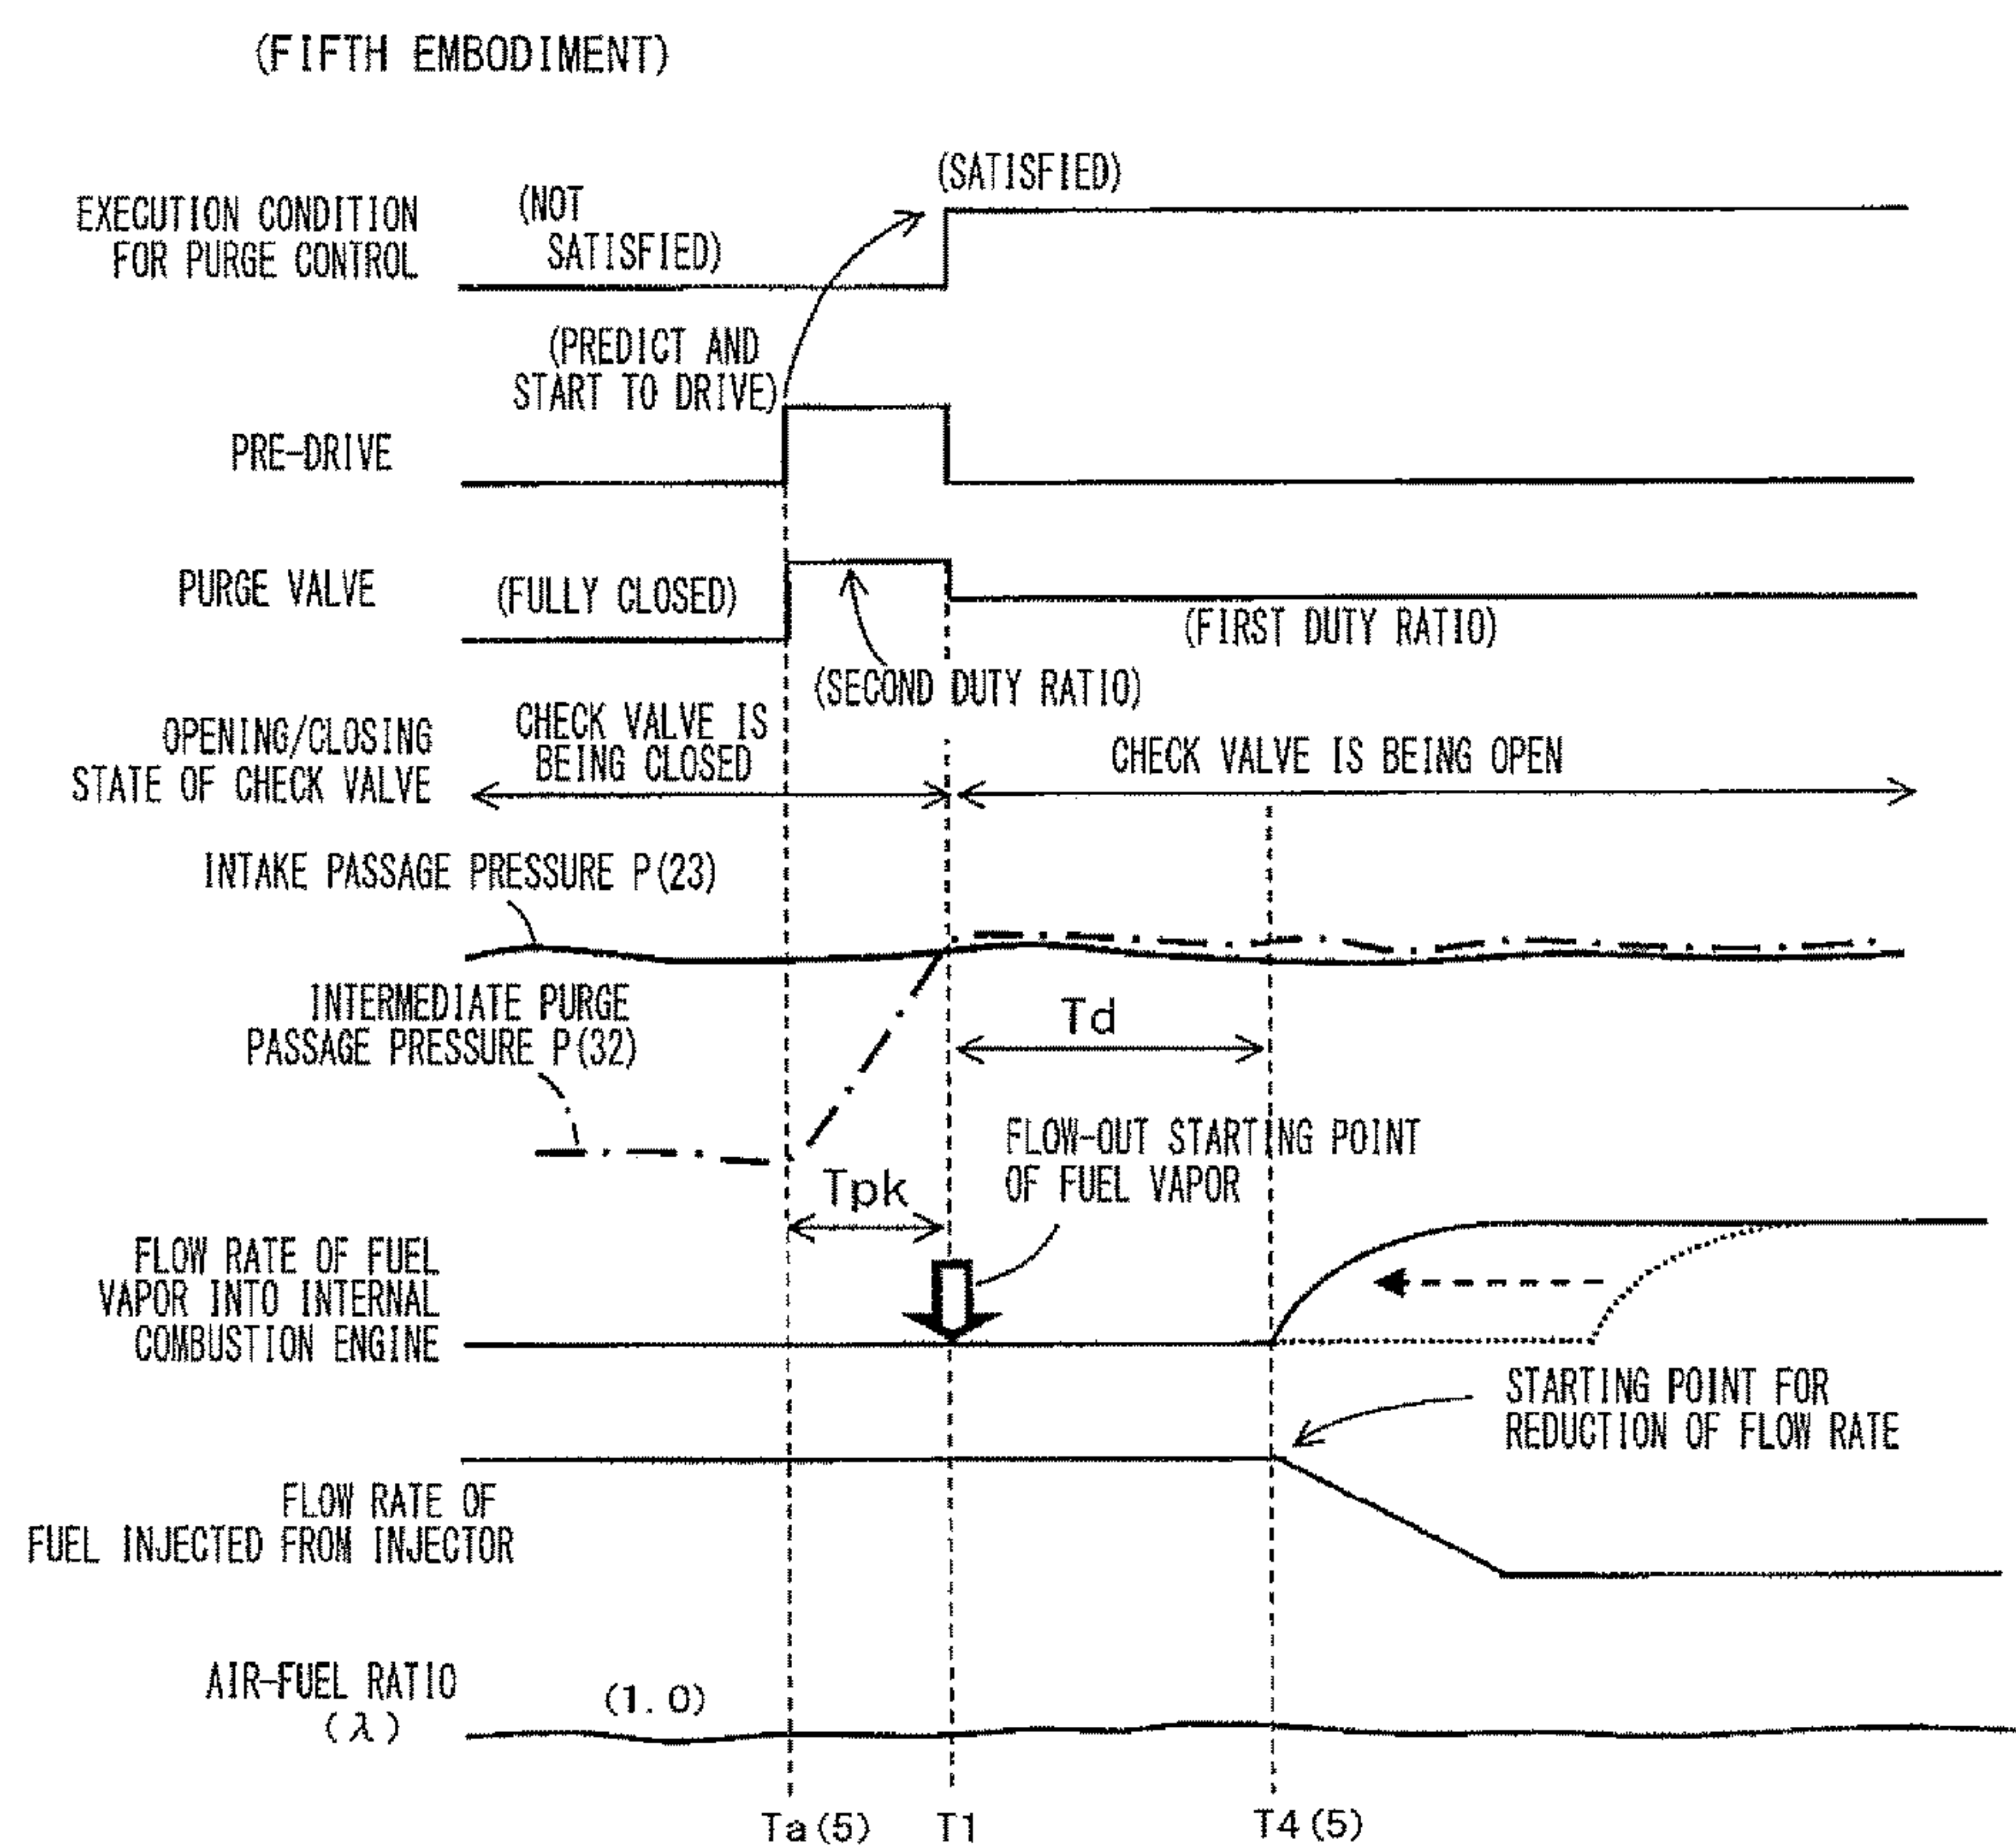 (FIFTH EMBODIMENT)
EXECUTION CONDITION
FOR PURGE CONTROL
(NOT
SATISFIED)
(SATISFIED)
(PREDICT AND
START TO DRIVE)
PRE-DRIVE
PURGE VALVE
(FULLY CLOSED)
(FIRST DUTY RATIO)
(SECOND DUTY RATIO)
OPENING/CLOSING
STATE OF CHECK VALVE
CHECK VALVE IS
BEING CLOSED
CHECK VALVE IS BEING OPEN
INTAKE PASSAGE PRESSURE P(23)
INTERMEDIATE PURGE
PASSAGE PRESSURE P(32)
Td
Tpk
FLOW-OUT STARTING POINT
OF FUEL VAPOR
FLOW RATE OF FUEL
VAPOR INTO INTERNAL
COMBUSTION ENGINE
STARTING POINT FOR
REDUCTION OF FLOW RATE
FLOW RATE OF
FUEL INJECTED FROM INJECTOR
AIR-FUEL RATIO
(λ)
(1.0)
Ta(5)
T1
T4(5)